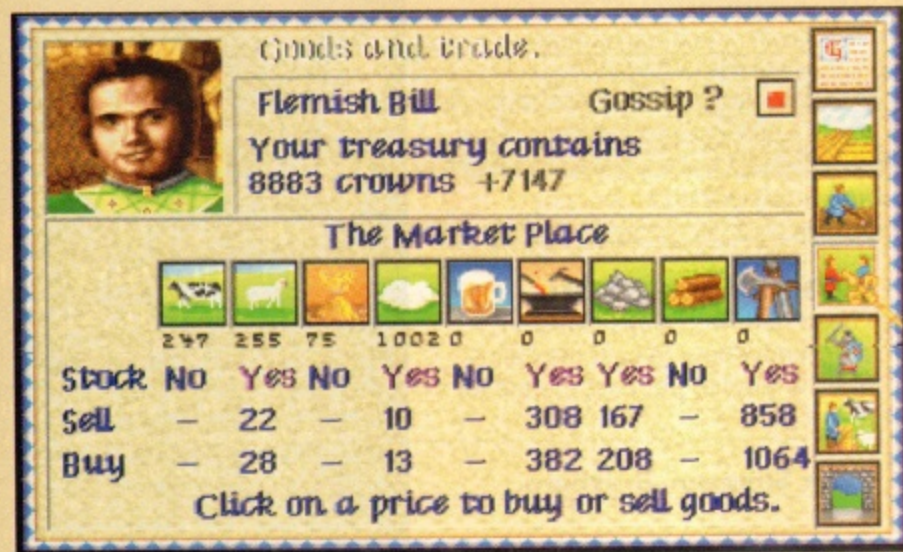 Goods and trade.
Flemish Bill Gossip ?
Your treasury contains
8883 crowns +7147
The Market Place
247 255 75 1002 0 0 0 0 0
Stock No Yes No Yes No Yes Yes No Yes
Sell – 22 – 10 – 308 167 – 858
Buy – 28 – 13 – 382 208 – 1064
Click on a price to buy or sell goods.